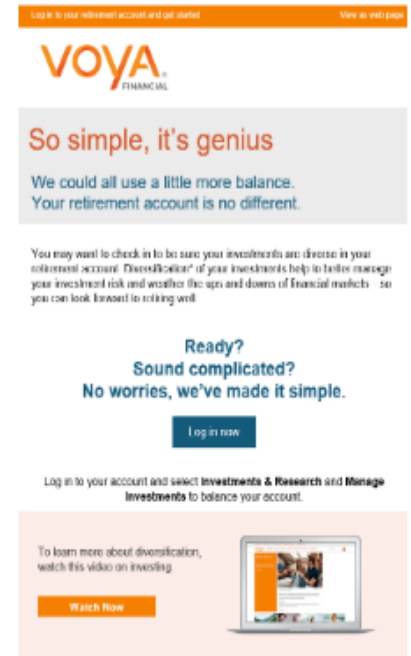 Log in to your retirement account and get started
View as web page
VOYA
FINANCIAL
So simple, it's genius
We could all use a little more balance.
Your retirement account is no different.
You may want to check in to be sure your investments are diverse in your
retirement account. Diversification* of your investments help to better manage
your investment risk and weather the ups and downs of financial markets – so
you can look forward to retiring well
Ready?
Sound complicated?
No worries, we've made it simple.
Log in now
Log in to your account and select Investments & Research and Manage
Investments to balance your account.
To learn more about diversification,
watch this video on investing.
Watch Now